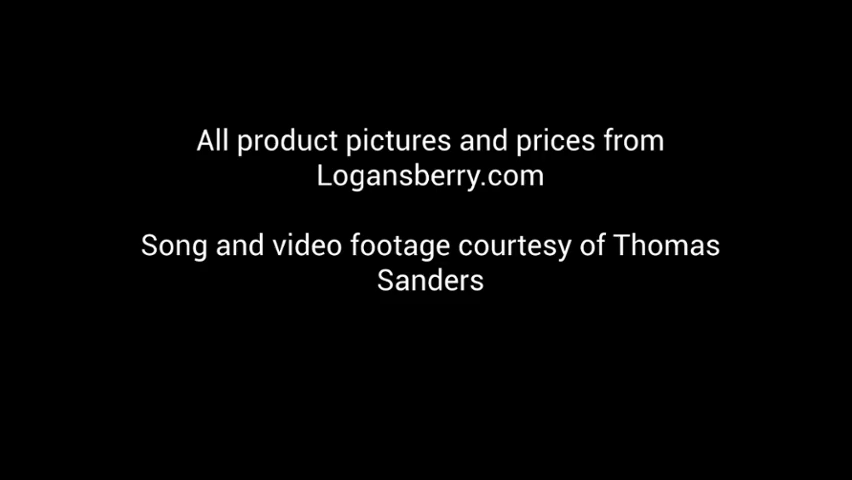 All product pictures and prices from
Logansberry.com
Song and video footage courtesy of Thomas
Sanders